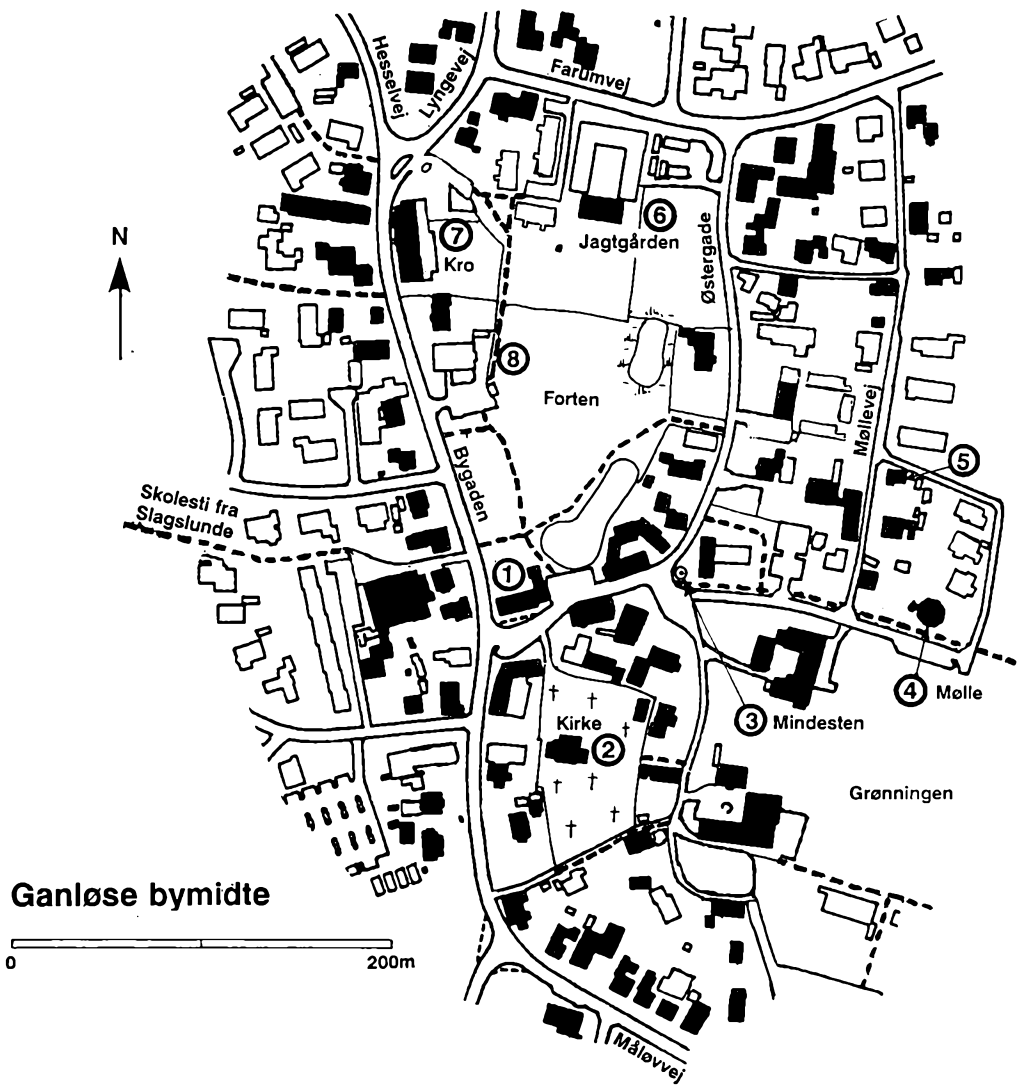 Hesselvej
Lyngevej
Farumvej
N
6
Jagtgården
7
Kro
Østergade
8
Forten
Møllevej
5
Bygaden
Skolesti fra
Slagslunde
1
4
Mølle
3
Mindesten
Kirke
2
Grønningen
Ganløse bymidte
0
200m
Måløvvej